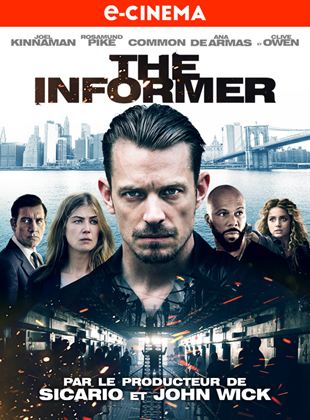 e-CINEMA
JOEL KINNAMAN ROSAMUND PIKE COMMON ANA DE ARMAS ET CLIVE OWEN
THE
INFORMER
PAR LE PRODUCTEUR DE
SICARIO ET JOHN WICK